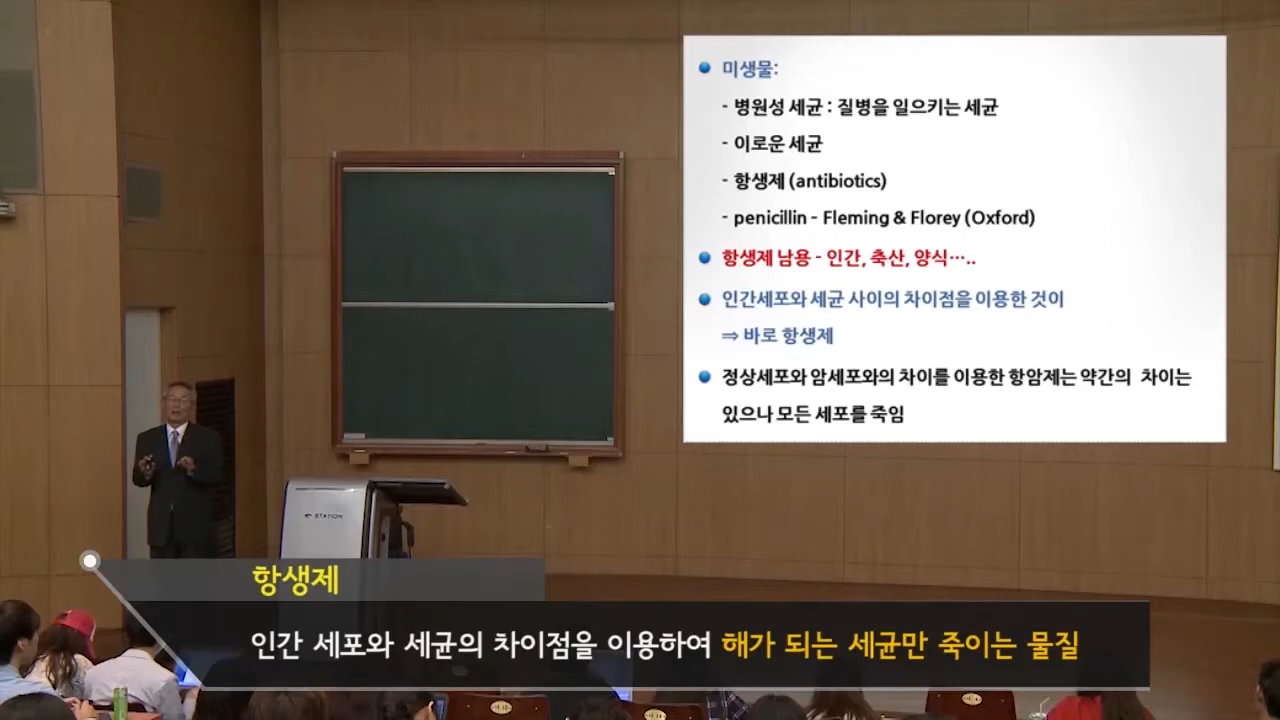 미생물:
- 병원성 세균 : 질병을 일으키는 세균
- 이로운 세균
- 항생제 (antibiotics)
- penicillin – Fleming & Florey (Oxford)
항생제 남용 - 인간, 축산, 양식…..
인간세포와 세균 사이의 차이점을 이용한 것이
⇒ 바로 항생제
정상세포와 암세포와의 차이를 이용한 항암제는 약간의 차이는
있으나 모든 세포를 죽임
STATION
항생제
인간 세포와 세균의 차이점을 이용하여 해가 되는 세균만 죽이는 물질